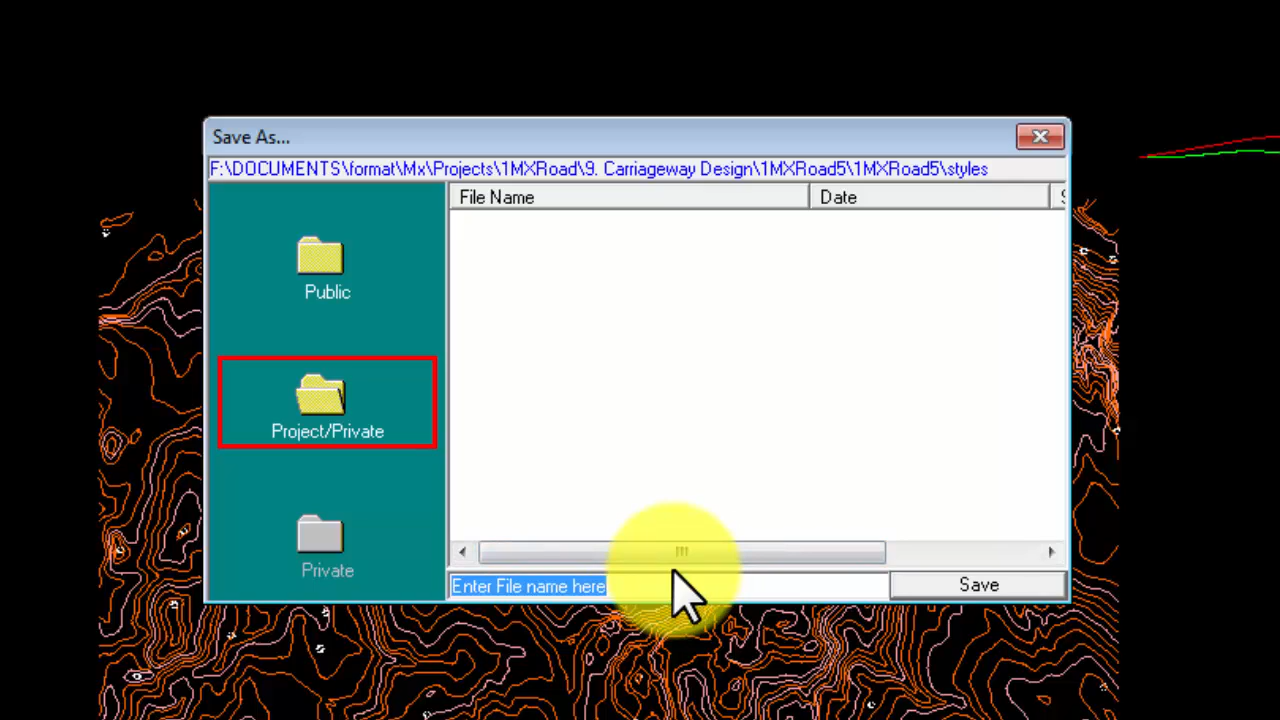 Save As...
F:\DOCUMENTS\format\Mx\Projects\1MXRoad\9. Carriageway Design\1MXRoad5\1MXRoad5\styles
File Name Date S
Public
Project/Private
Private
Enter File name here Save